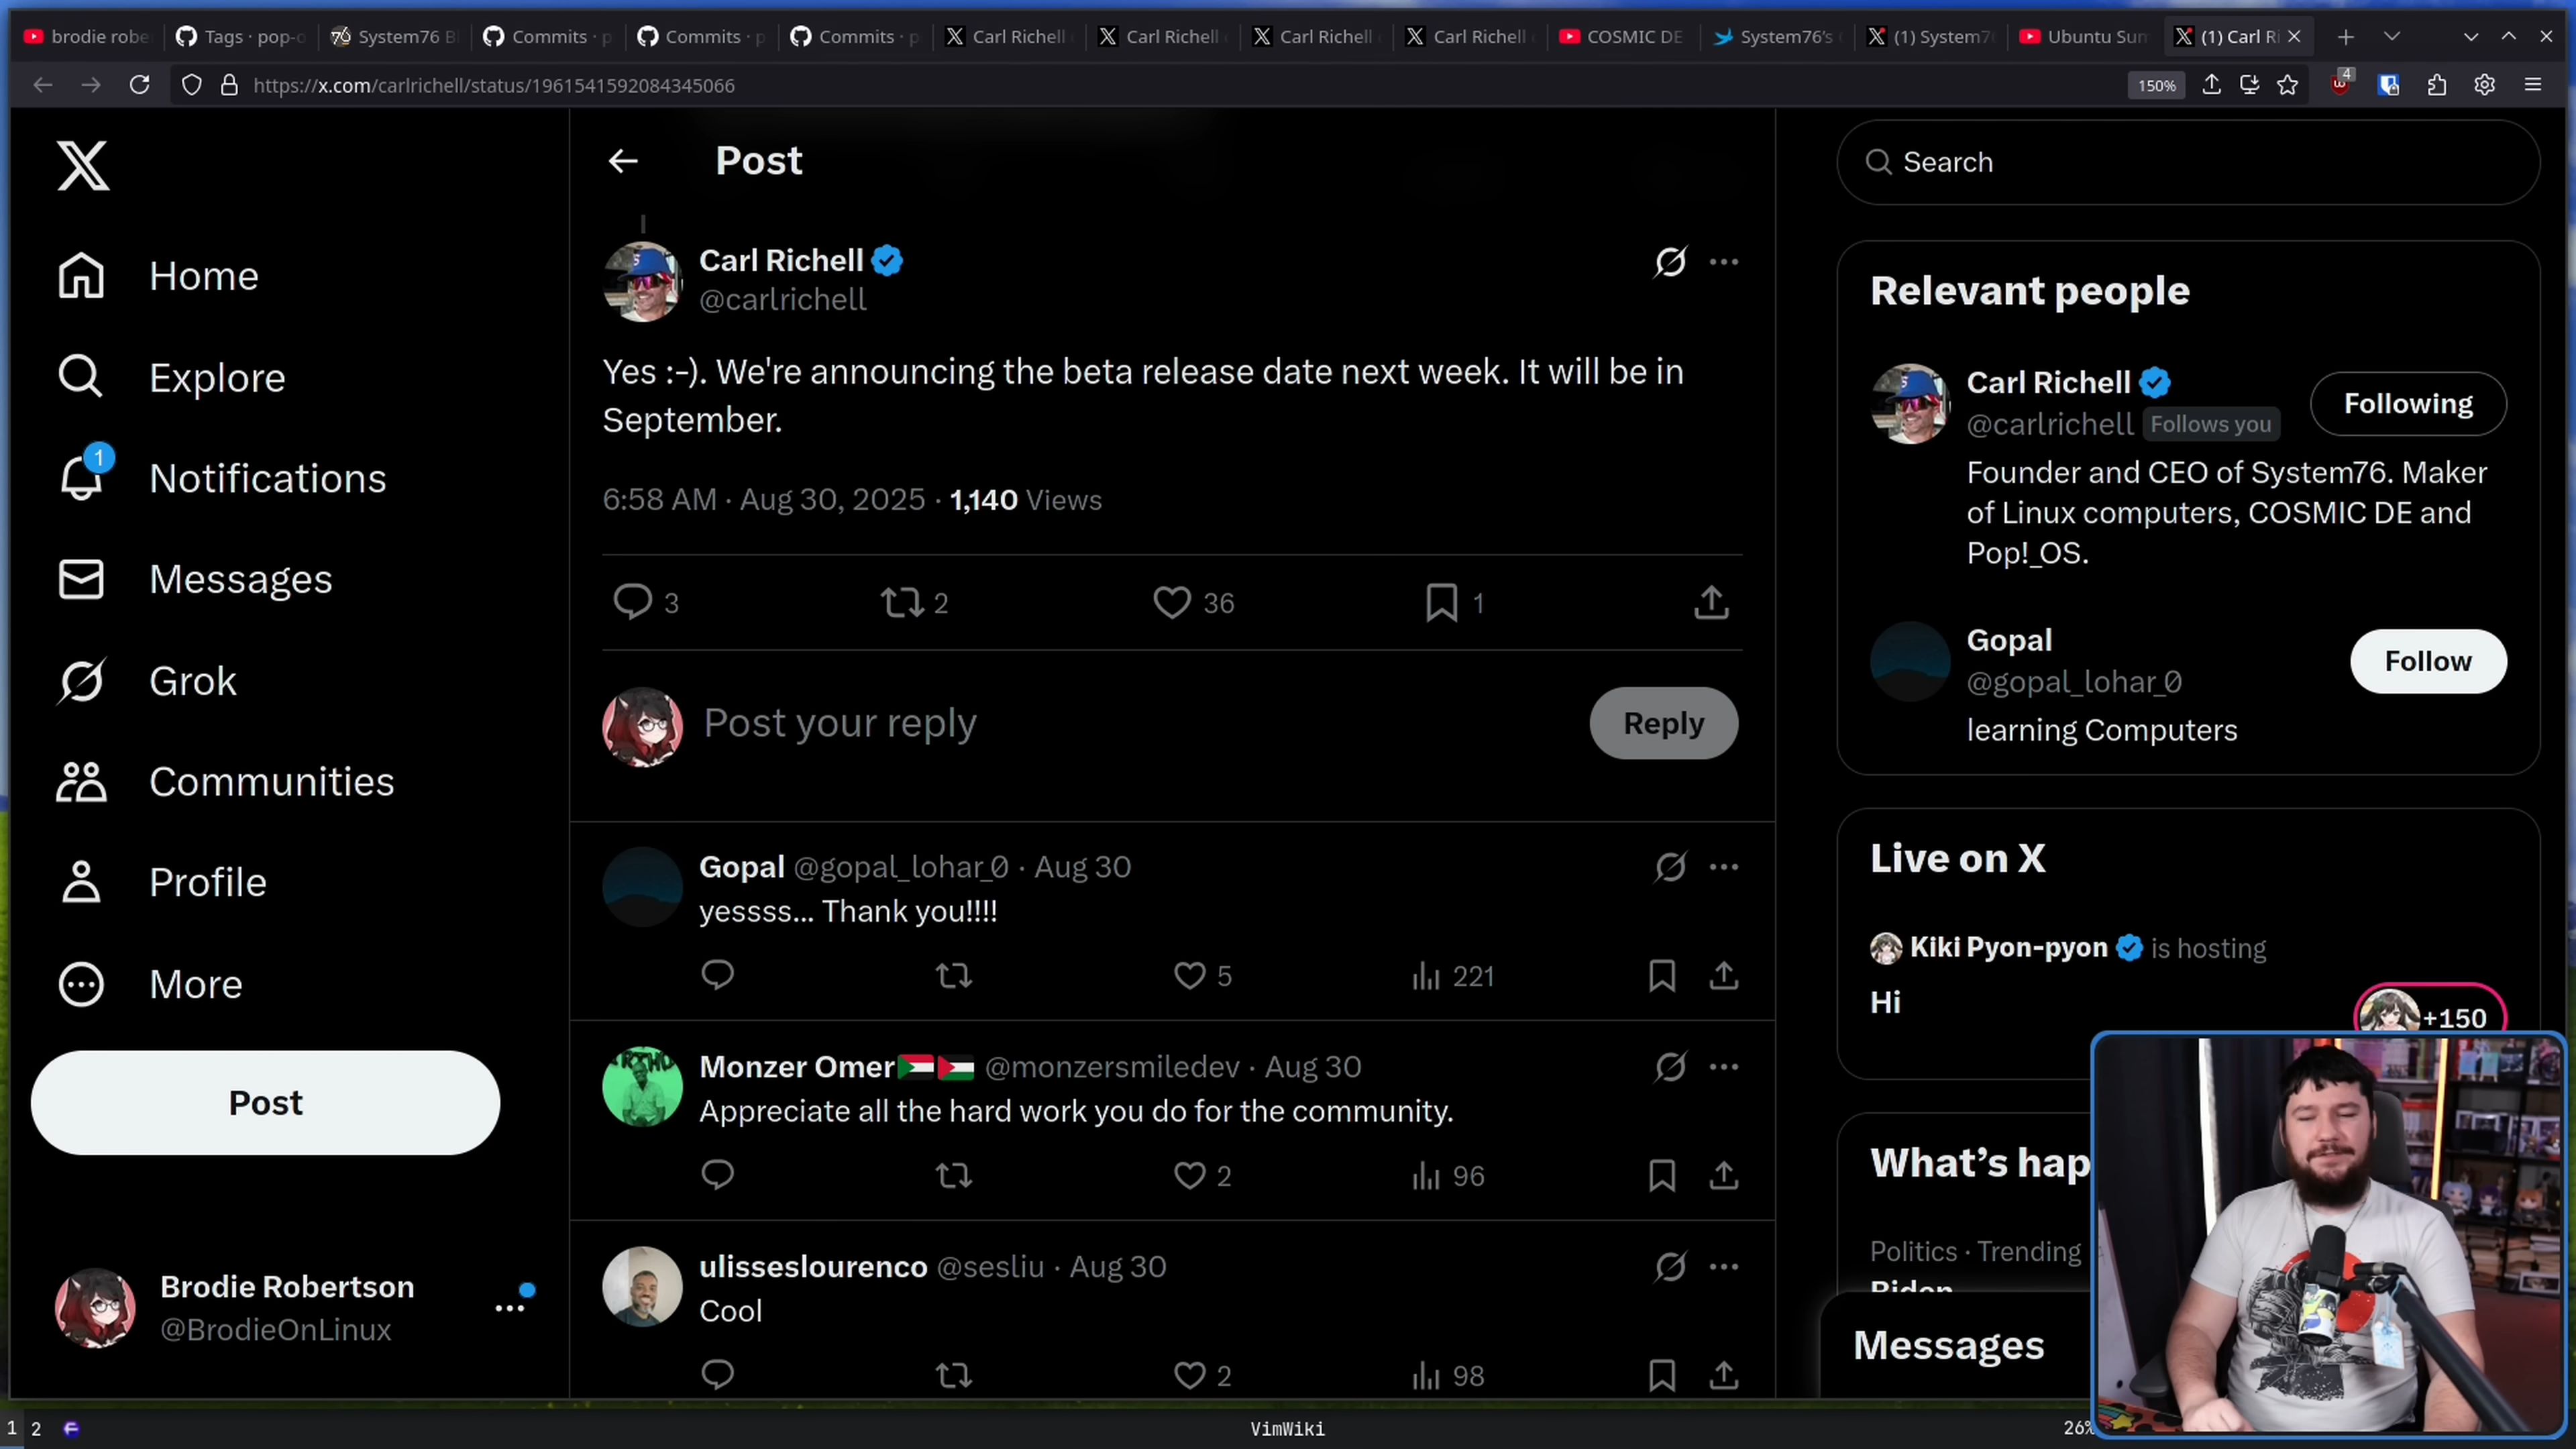 brodie robe
Tags · pop-o
System76 B
Commits · p
Commits · p
Commits · p
Carl Richell
Carl Richell
Carl Richell
Carl Richell
COSMIC DE
System76's
(1) System7
Ubuntu Sum
(1) Carl Ri
https://x.com/carlrichell/status/1961541592084345066
150%
4
Home
Explore
1
Notifications
Messages
Grok
Communities
Profile
More
Post
Brodie Robertson
@BrodieOnLinux
Post
Carl Richell
@carlrichell
Yes :-). We're announcing the beta release date next week. It will be in
September.
6:58 AM · Aug 30, 2025 · 1,140 Views
3 2 36 1
Post your reply
Reply
Gopal @gopal_lohar_0 · Aug 30
yessss... Thank you!!!!
5 221
Monzer Omer @monzersmiledev · Aug 30
Appreciate all the hard work you do for the community.
2 96
ulisseslourenco @sesliu · Aug 30
Cool
2 98
Search
Relevant people
Carl Richell
Following
@carlrichell Follows you
Founder and CEO of System76. Maker
of Linux computers, COSMIC DE and
Pop!_OS.
Gopal
Follow
@gopal_lohar_0
learning Computers
Live on X
Kiki Pyon-pyon is hosting
Hi
+150
What's hap
Politics · Trending
Biden
Messages
1 2
VimWiki
26%